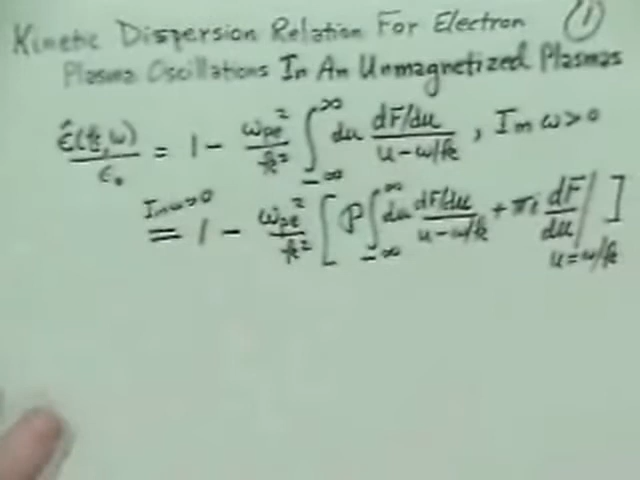 Kinetic Dispersion Relation For Electron ①
Plasma Oscillations In An Unmagnetized Plasmas
ε̂(k,ω)/ε₀ = 1 - ωpe²/k² ∫_{-∞}^{∞} du (dF/du)/(u - ω/k), Im ω > 0
Im ω→0 = 1 - ωpe²/k² [ P∫_{-∞}^{∞} du (dF/du)/(u - ω/k) + πi dF/du |_{u=ω/k} ]